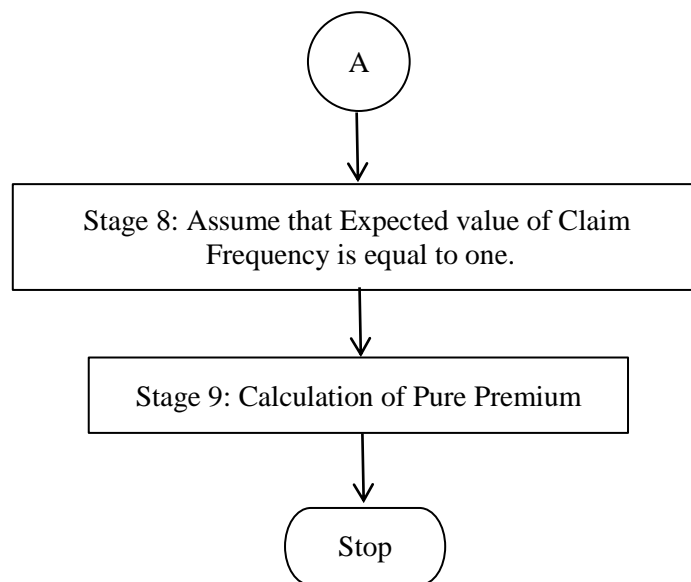 A
Stage 8: Assume that Expected value of Claim
Frequency is equal to one.
Stage 9: Calculation of Pure Premium
Stop